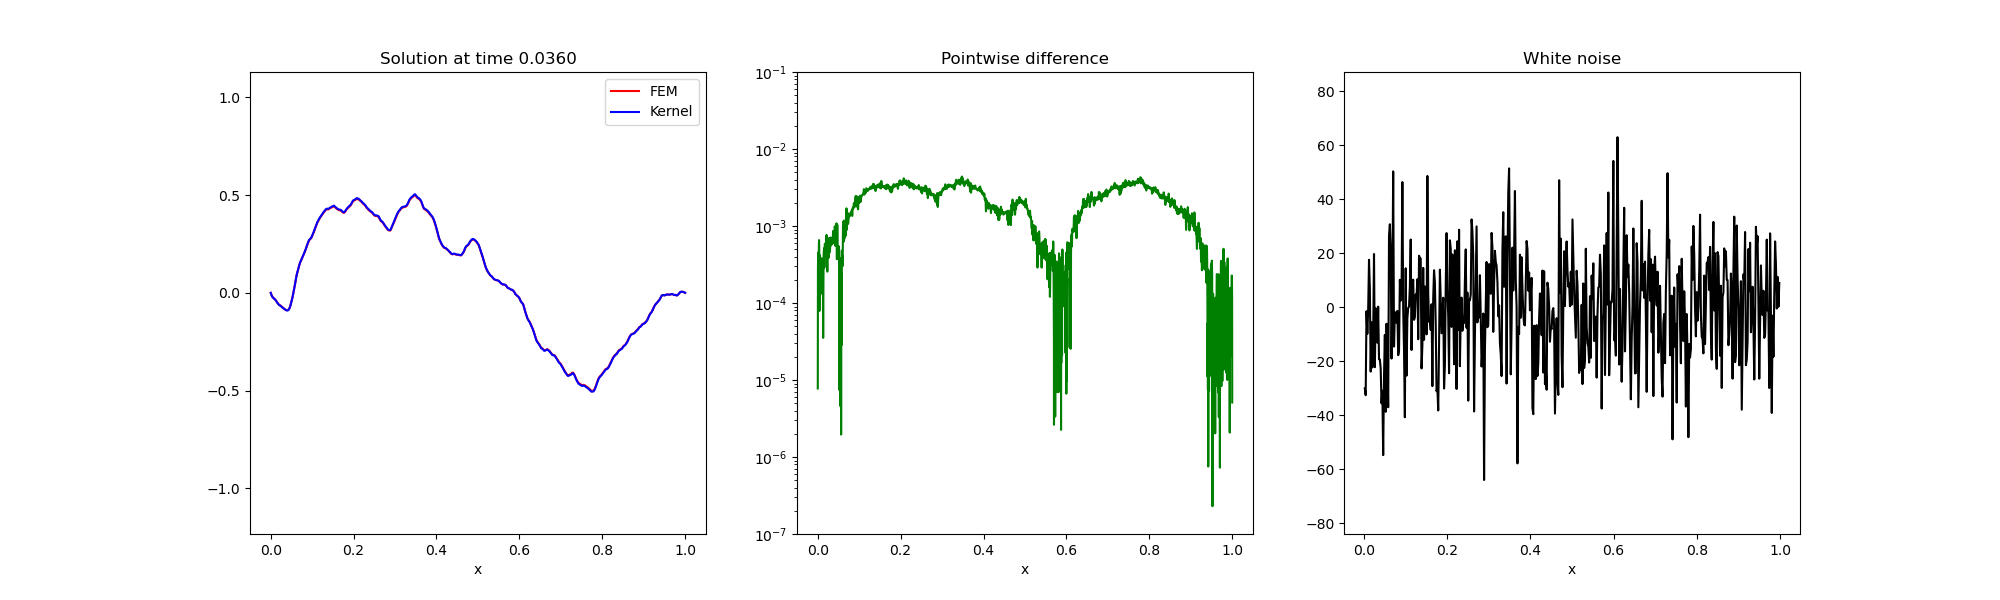 Solution at time 0.0360
1.0
0.5
0.0
−0.5
−1.0
FEM
Kernel
0.0 0.2 0.4 0.6 0.8 1.0
x
Pointwise difference
10⁻¹
10⁻²
10⁻³
10⁻⁴
10⁻⁵
10⁻⁶
10⁻⁷
0.0 0.2 0.4 0.6 0.8 1.0
x
White noise
80
60
40
20
0
−20
−40
−60
−80
0.0 0.2 0.4 0.6 0.8 1.0
x